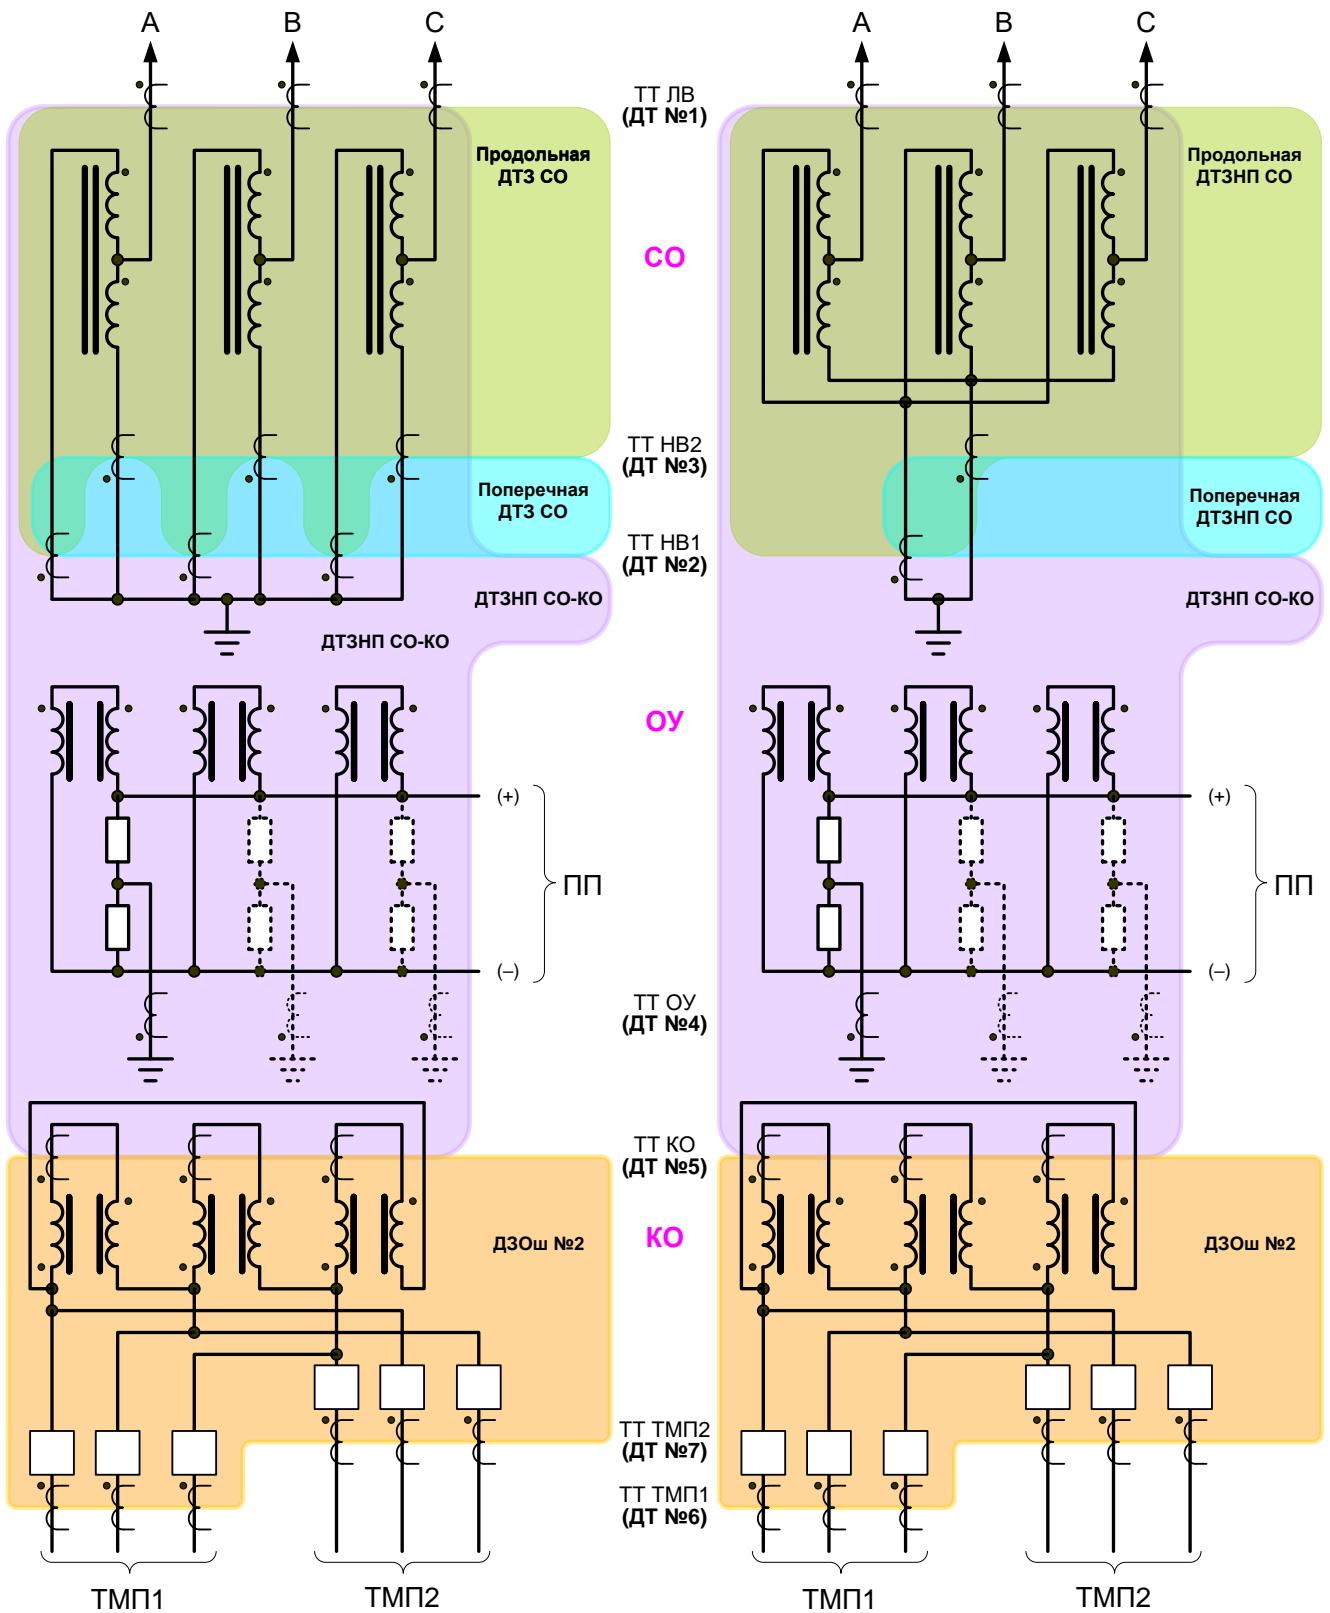 А В С А В С
ТТ ЛВ
(ДТ №1)
Продольная
ДТЗ СО
Продольная
ДТЗНП СО
СО
ТТ НВ2
(ДТ №3)
Поперечная
ДТЗ СО
Поперечная
ДТЗНП СО
ТТ НВ1
(ДТ №2)
ДТЗНП СО-КО
ДТЗНП СО-КО
ДТЗНП СО-КО
ОУ
(+)
(+)
ПП
ПП
(–)
(–)
ТТ ОУ
(ДТ №4)
ТТ КО
(ДТ №5)
КО
ДЗОш №2
ДЗОш №2
ТТ ТМП2
(ДТ №7)
ТТ ТМП1
(ДТ №6)
ТМП1 ТМП2 ТМП1 ТМП2